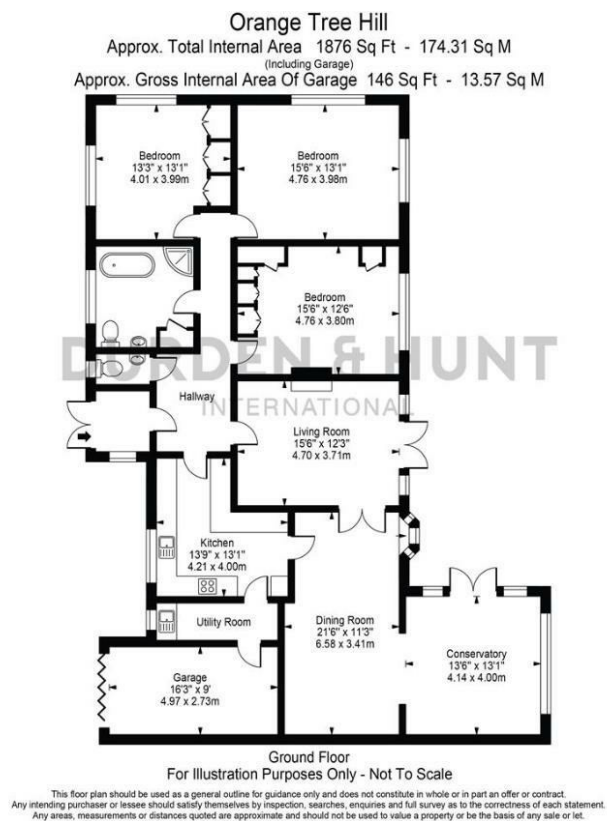 Orange Tree Hill
Approx. Total Internal Area 1876 Sq Ft - 174.31 Sq M
(Including Garage)
Approx. Gross Internal Area Of Garage 146 Sq Ft - 13.57 Sq M
Bedroom
13'3" x 13'1"
4.01 x 3.99m
Bedroom
15'6" x 13'1"
4.76 x 3.98m
Bedroom
15'6" x 12'6"
4.76 x 3.80m
DURDEN & HUNT
INTERNATIONAL
Hallway
Living Room
15'6" x 12'3"
4.70 x 3.71m
Kitchen
13'9" x 13'1"
4.21 x 4.00m
Utility Room
Dining Room
21'6" x 11'3"
6.58 x 3.41m
Conservatory
13'6" x 13'1"
4.14 x 4.00m
Garage
16'3" x 9'
4.97 x 2.73m
Ground Floor
For Illustration Purposes Only - Not To Scale
This floor plan should be used as a general outline for guidance only and does not constitute in whole or in part an offer or contract.
Any intending purchaser or lessee should satisfy themselves by inspection, searches, enquiries and full survey as to the correctness of each statement.
Any areas, measurements or distances quoted are approximate and should not be used to value a property or be the basis of any sale or let.